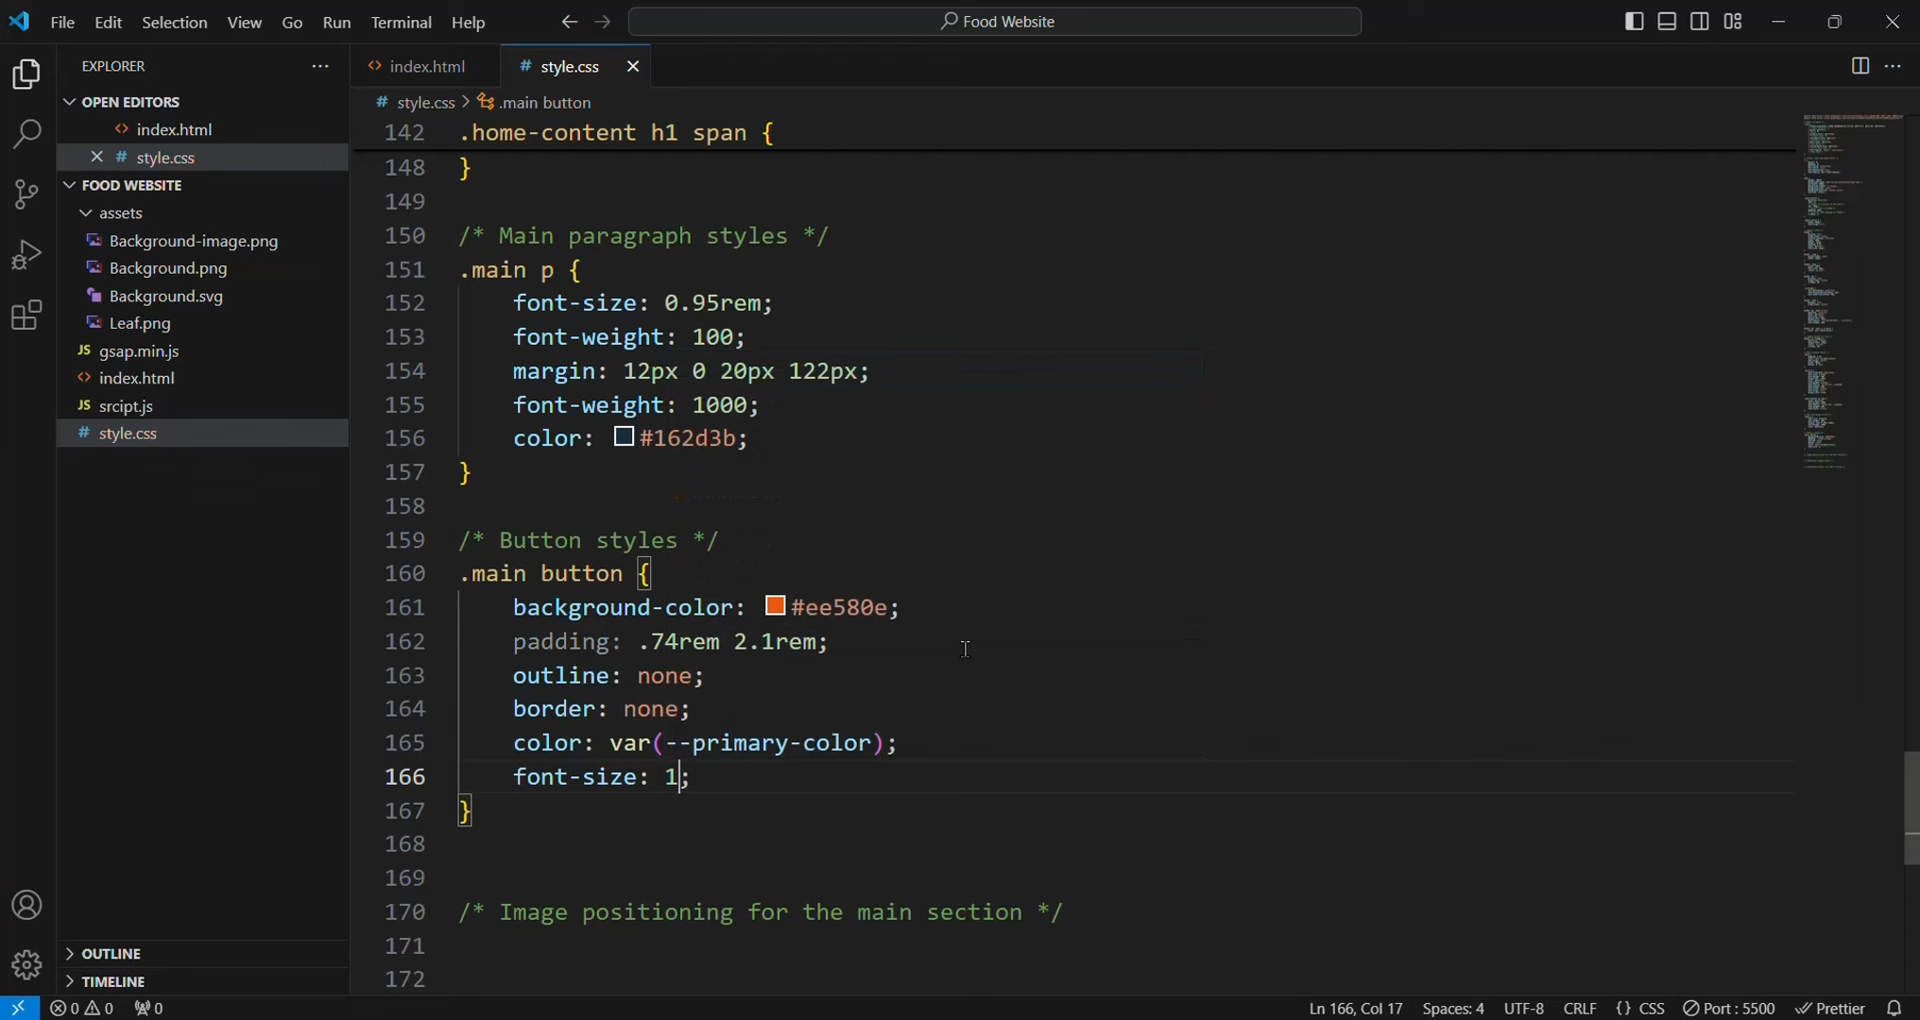 File Edit Selection View Go Run Terminal Help
Food Website
EXPLORER
OPEN EDITORS
index.html
style.css
FOOD WEBSITE
assets
Background-image.png
Background.png
Background.svg
Leaf.png
JS gsap.min.js
index.html
JS srcipt.js
# style.css
OUTLINE
TIMELINE
index.html # style.css
# style.css > .main button
142 .home-content h1 span {
148 }
149
150 /* Main paragraph styles */
151 .main p {
152 font-size: 0.95rem;
153 font-weight: 100;
154 margin: 12px 0 20px 122px;
155 font-weight: 1000;
156 color: #162d3b;
157 }
158
159 /* Button styles */
160 .main button {
161 background-color: #ee580e;
162 padding: .74rem 2.1rem;
163 outline: none;
164 border: none;
165 color: var(--primary-color);
166 font-size: 1;
167 }
168
169
170 /* Image positioning for the main section */
171
172
0 0 0 Ln 166, Col 17 Spaces: 4 UTF-8 CRLF {} CSS Port : 5500 Prettier